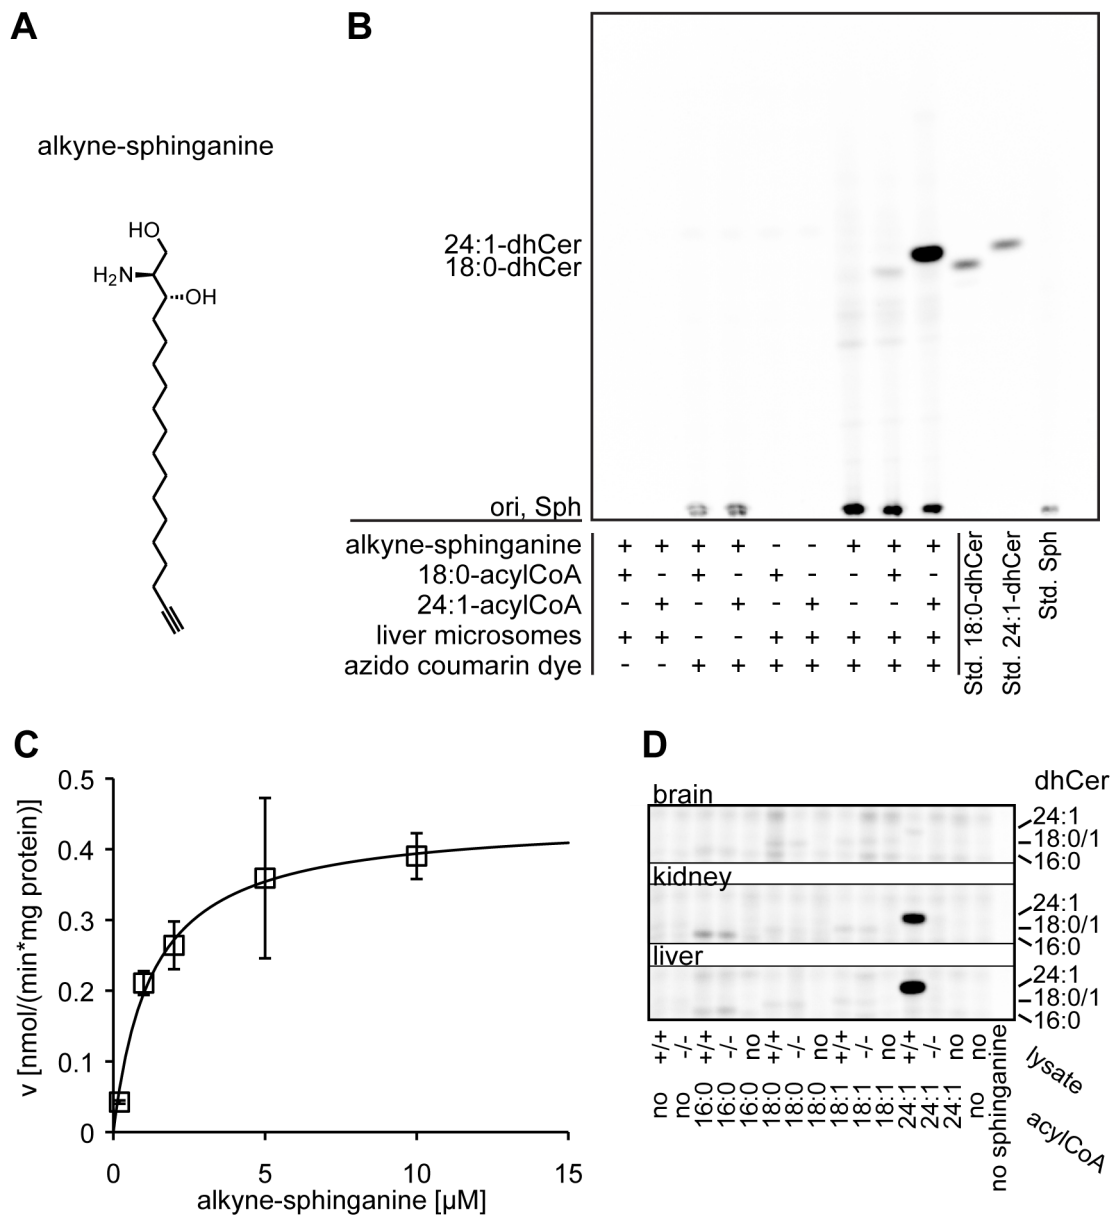 A
alkyne-sphinganine
HO
H2N
OH
B
24:1-dhCer
18:0-dhCer
ori, Sph
alkyne-sphinganine + + + + - - + + +
18:0-acylCoA + - + - + - - + -
24:1-acylCoA - + - + - + - - +
liver microsomes + + - - + + + + +
azido coumarin dye - - + + + + + + +
Std. 18:0-dhCer
Std. 24:1-dhCer
Std. Sph
C
v [nmol/(min*mg protein)]
0.5
0.4
0.3
0.2
0.1
0
0 5 10 15
alkyne-sphinganine [µM]
D
dhCer
brain
24:1
18:0/1
16:0
kidney
24:1
18:0/1
16:0
liver
24:1
18:0/1
16:0
+/+ -/- +/+ -/- no +/+ -/- no +/+ -/- no +/+ -/- no no
lysate
no no 16:0 16:0 16:0 18:0 18:0 18:0 18:1 18:1 18:1 24:1 24:1 24:1 no
no sphinganine
acylCoA